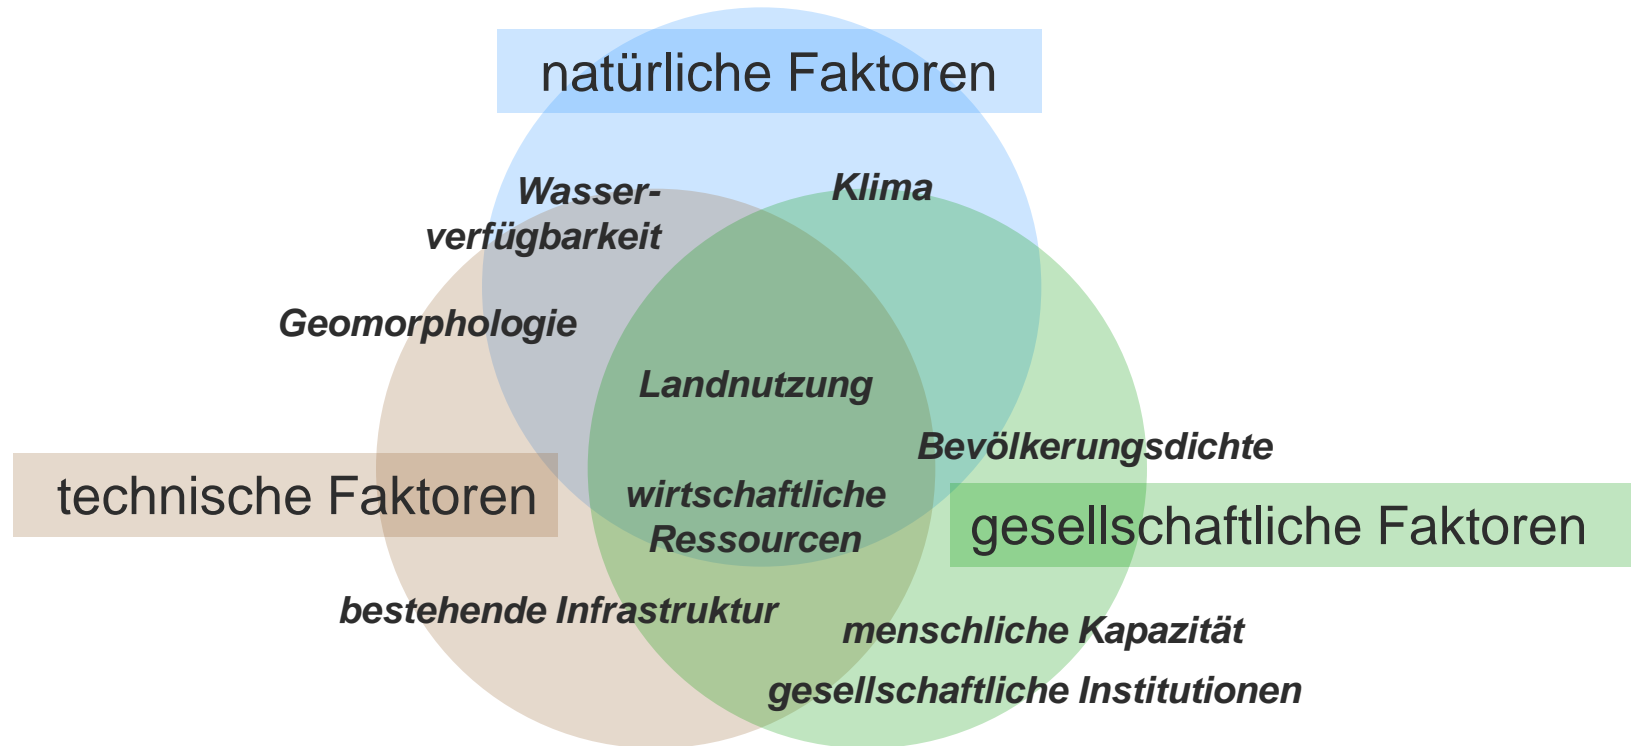 natürliche Faktoren
Wasser-
verfügbarkeit
Klima
Geomorphologie
Landnutzung
Bevölkerungsdichte
technische Faktoren
wirtschaftliche
Ressourcen
gesellschaftliche Faktoren
bestehende Infrastruktur
menschliche Kapazität
gesellschaftliche Institutionen